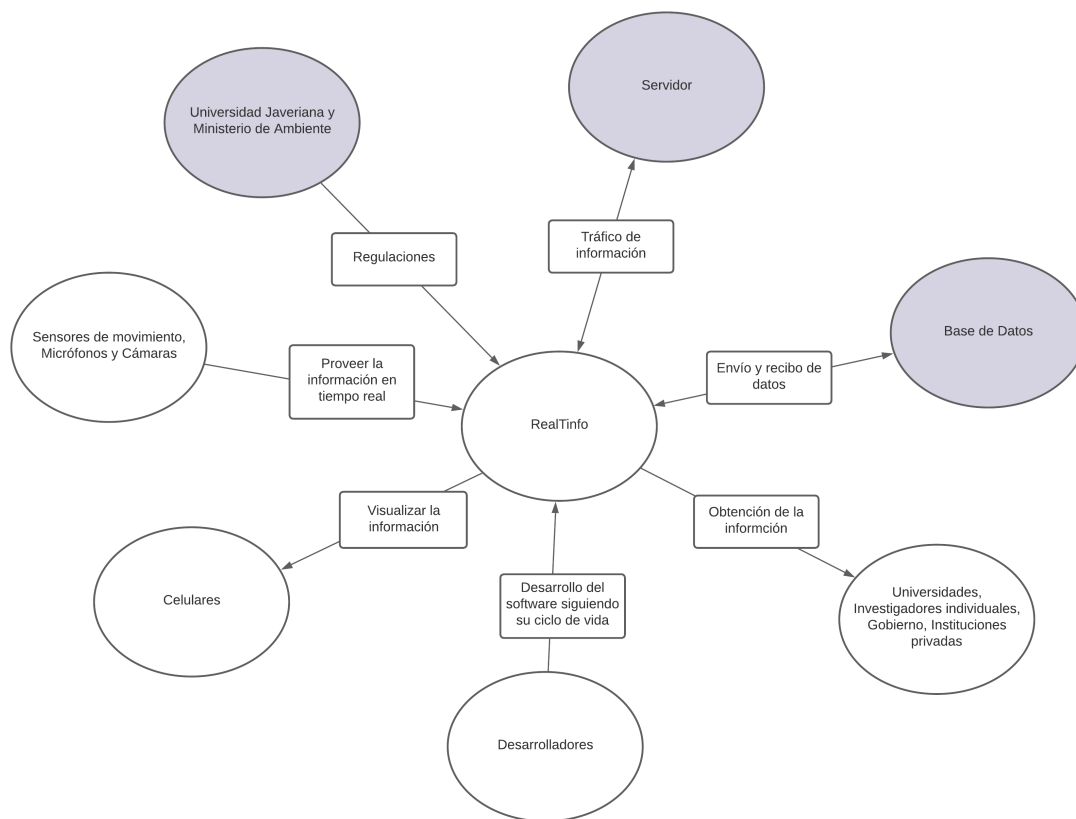 Servidor
Universidad Javeriana y
Ministerio de Ambiente
Tráfico de
información
Regulaciones
Sensores de movimiento,
Micrófonos y Cámaras
Base de Datos
Proveer la
información en
tiempo real
Envío y recibo de
datos
RealTinfo
Visualizar la
información
Obtención de la
informción
Celulares
Desarrollo del
software siguiendo
su ciclo de vida
Universidades,
Investigadores individuales,
Gobierno, Instituciones
privadas
Desarrolladores